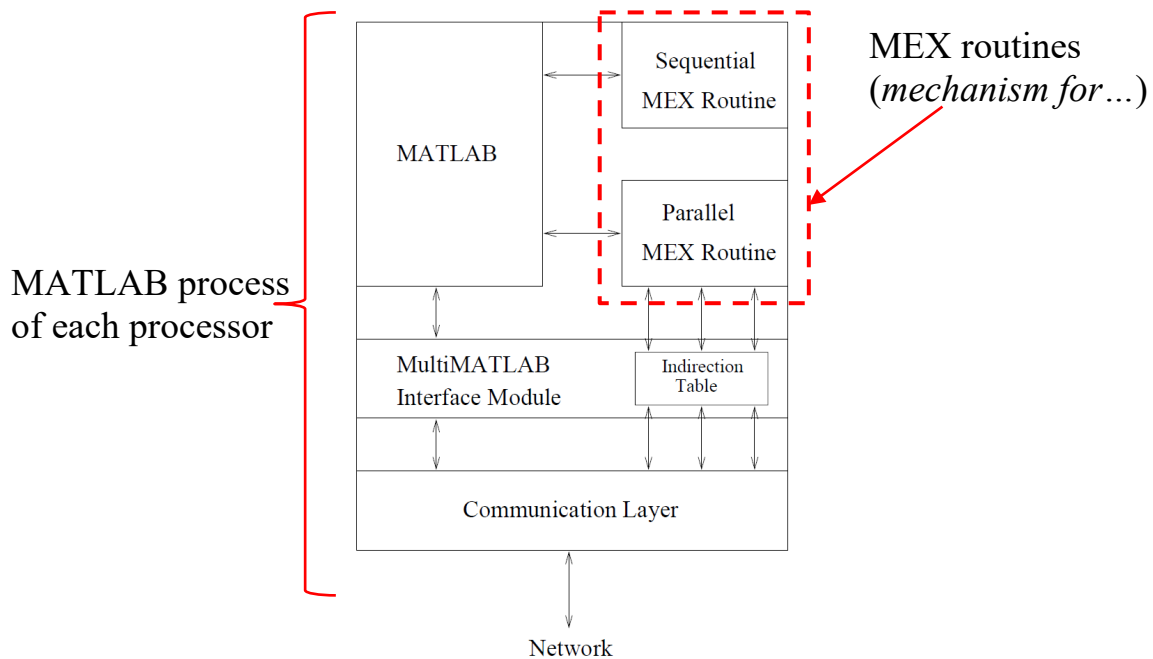 MEX routines
(mechanism for…)
Sequential
MEX Routine
MATLAB
Parallel
MEX Routine
MATLAB process
of each processor
MultiMATLAB
Interface Module
Indirection
Table
Communication Layer
Network